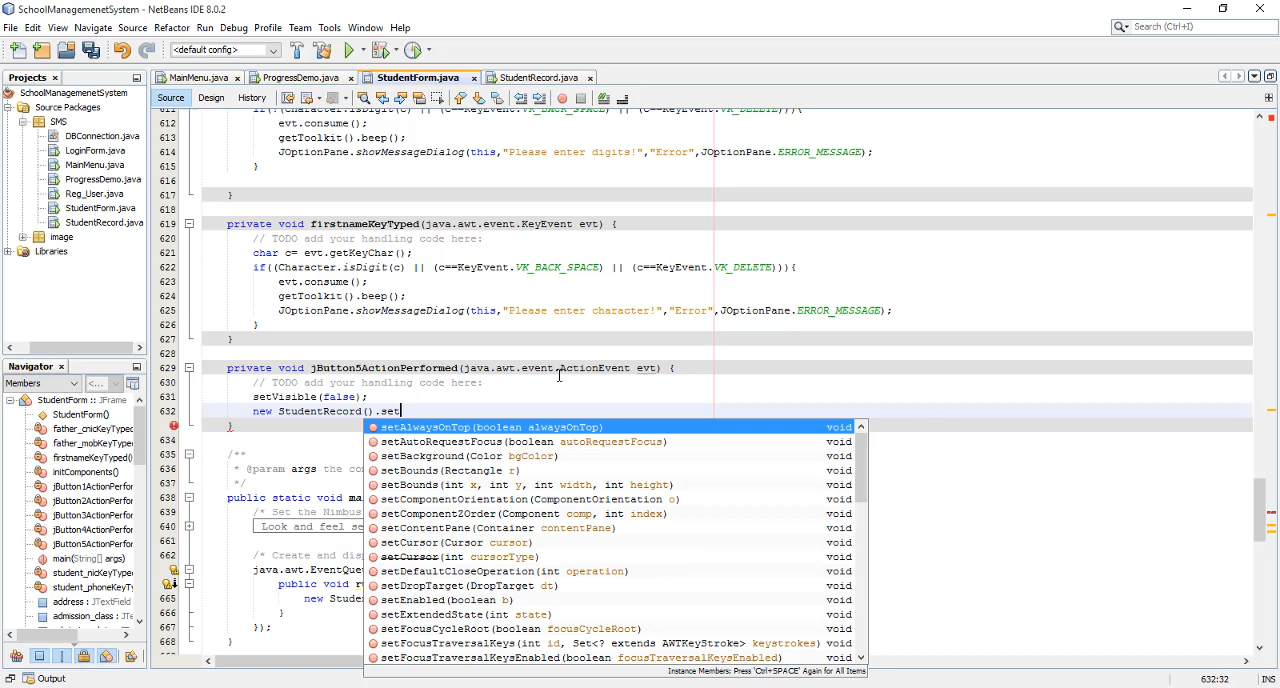 SchoolManagemenetSystem - NetBeans IDE 8.0.2
File Edit View Navigate Source Refactor Run Debug Profile Team Tools Window Help
Search (Ctrl+I)
<default config>
Projects
MainMenu.java ProgressDemo.java StudentForm.java StudentRecord.java
Source Design History
SchoolManagemenetSystem
Source Packages
SMS
DBConnection.java
LoginForm.java
MainMenu.java
ProgressDemo.java
Reg_User.java
StudentForm.java
StudentRecord.java
image
Libraries
Navigator
Members
<...
StudentForm :: JFrame
StudentForm()
father_cnicKeyTyped
father_mobKeyTyped
firstnameKeyTyped
initComponents()
jButton1ActionPerfor
jButton2ActionPerfor
jButton3ActionPerfor
jButton4ActionPerfor
jButton5ActionPerfor
main(String[] args)
student_nicKeyType
student_phoneKeyT
address : JTextField
admission_class : JTe
612 evt.consume();
613 getToolkit().beep();
614 JOptionPane.showMessageDialog(this,"Please enter digits!","Error",JOptionPane.ERROR_MESSAGE);
615 }
616
617 }
618
619 private void firstnameKeyTyped(java.awt.event.KeyEvent evt) {
620 // TODO add your handling code here:
621 char c= evt.getKeyChar();
622 if((Character.isDigit(c) || (c==KeyEvent.VK_BACK_SPACE) || (c==KeyEvent.VK_DELETE))){
623 evt.consume();
624 getToolkit().beep();
625 JOptionPane.showMessageDialog(this,"Please enter character!","Error",JOptionPane.ERROR_MESSAGE);
626 }
627 }
628
629 private void jButton5ActionPerformed(java.awt.event.ActionEvent evt) {
630 // TODO add your handling code here:
631 setVisible(false);
632 new StudentRecord().set
}
634
635 /**
636 * @param args the com
637 */
638 public static void ma
639 /* Set the Nimbus
640 Look and feel se
661
662 /* Create and disp
java.awt.EventQue
public void ru
665 new Studen
666 }
667 });
668 }
setAlwaysOnTop(boolean alwaysOnTop) void
setAutoRequestFocus(boolean autoRequestFocus) void
setBackground(Color bgColor) void
setBounds(Rectangle r) void
setBounds(int x, int y, int width, int height) void
setComponentOrientation(ComponentOrientation o) void
setComponentZOrder(Component comp, int index) void
setContentPane(Container contentPane) void
setCursor(Cursor cursor) void
setCursor(int cursorType) void
setDefaultCloseOperation(int operation) void
setDropTarget(DropTarget dt) void
setEnabled(boolean b) void
setExtendedState(int state) void
setFocusCycleRoot(boolean focusCycleRoot) void
setFocusTraversalKeys(int id, Set<? extends AWTKeyStroke> keystrokes) void
setFocusTraversalKeysEnabled(boolean focusTraversalKeysEnabled) void
Instance Members; Press 'Ctrl+SPACE' Again for All Items
Output
632:32 INS